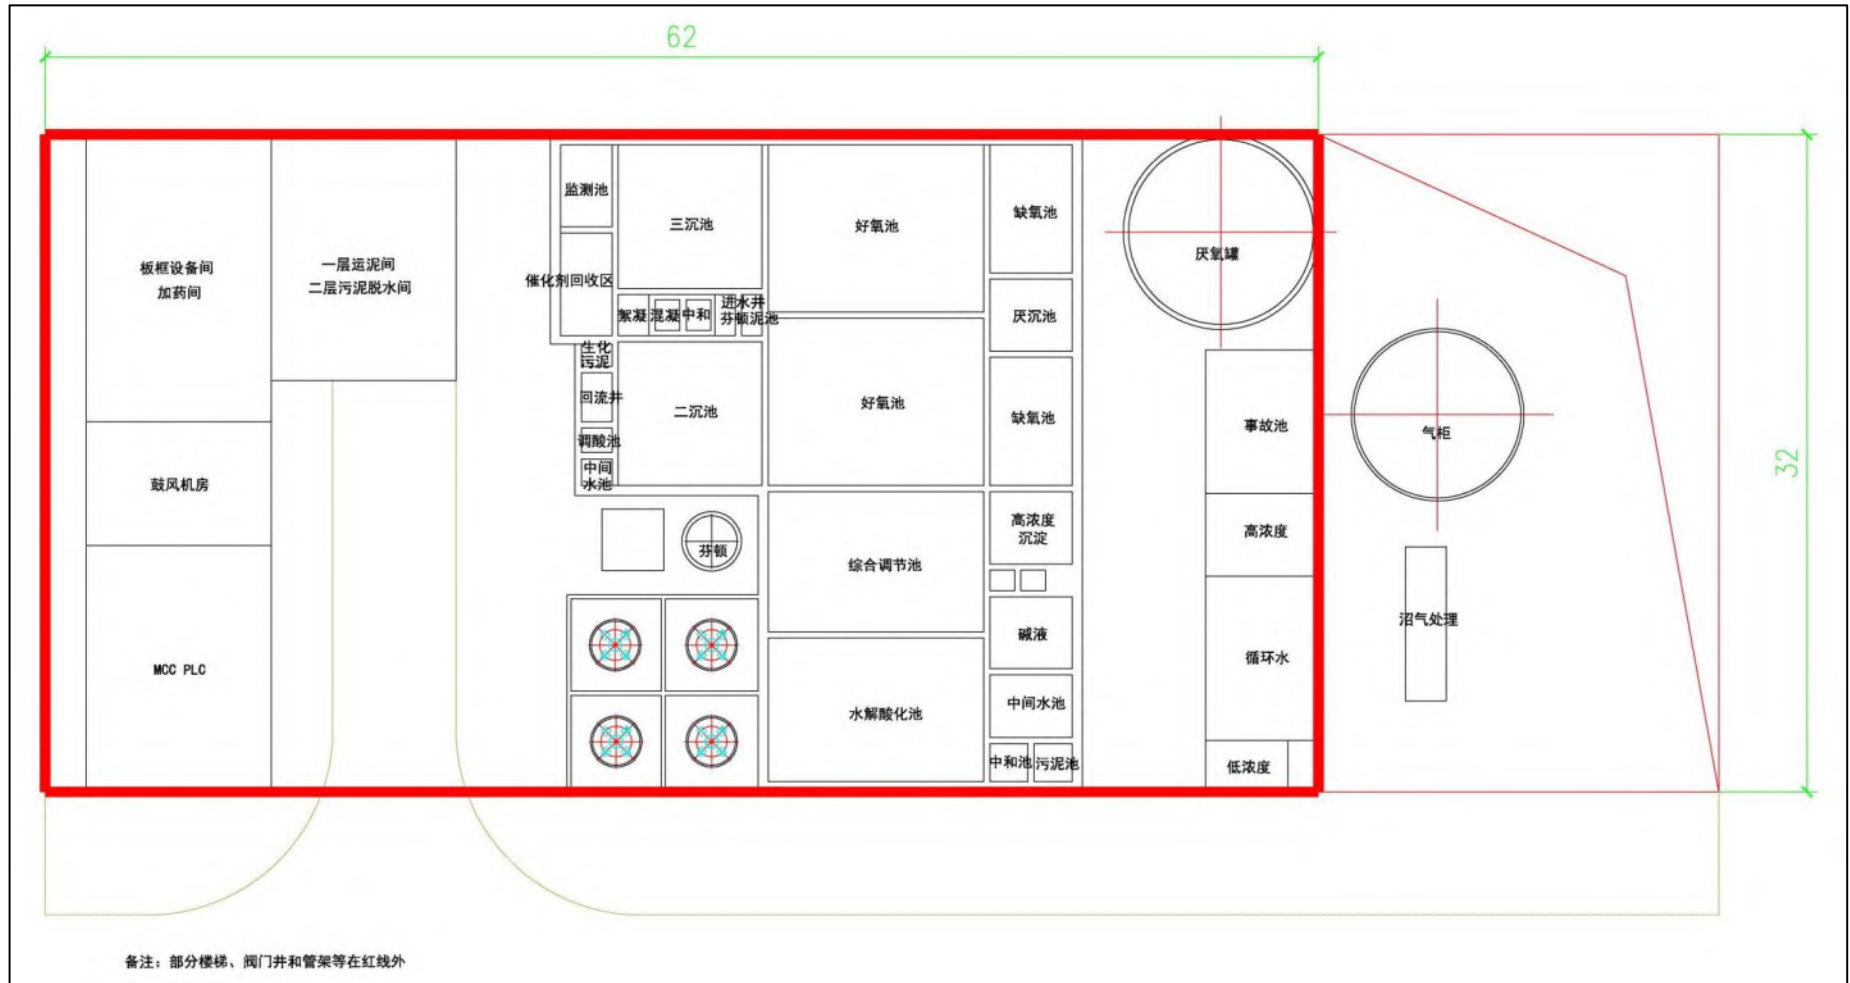 62
32
监测池
三沉池
好氧池
缺氧池
厌氧罐
板框设备间
加药间
一层运泥间
二层污泥脱水间
催化剂回收区
絮凝
混凝
中和
进水井
芬顿泥池
厌沉池
生化
污泥
回流井
二沉池
好氧池
缺氧池
事故池
气柜
调酸池
中间
水池
鼓风机房
芬顿
综合调节池
高浓度
沉淀
高浓度
碱液
沼气处理
MCC PLC
循环水
水解酸化池
中间水池
中和池
污泥池
低浓度
备注：部分楼梯、阀门井和管架等在红线外